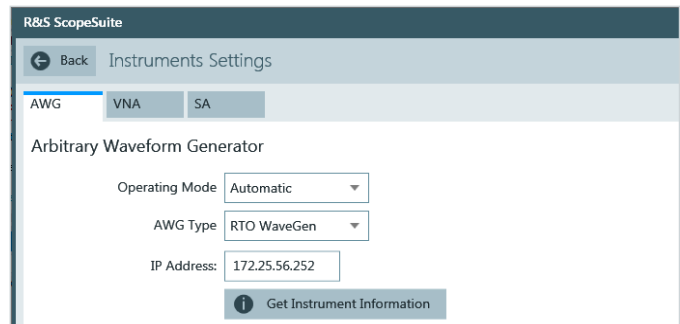 R&S ScopeSuite
Back Instruments Settings
AWG VNA SA
Arbitrary Waveform Generator
Operating Mode Automatic
AWG Type RTO WaveGen
IP Address: 172.25.56.252
Get Instrument Information